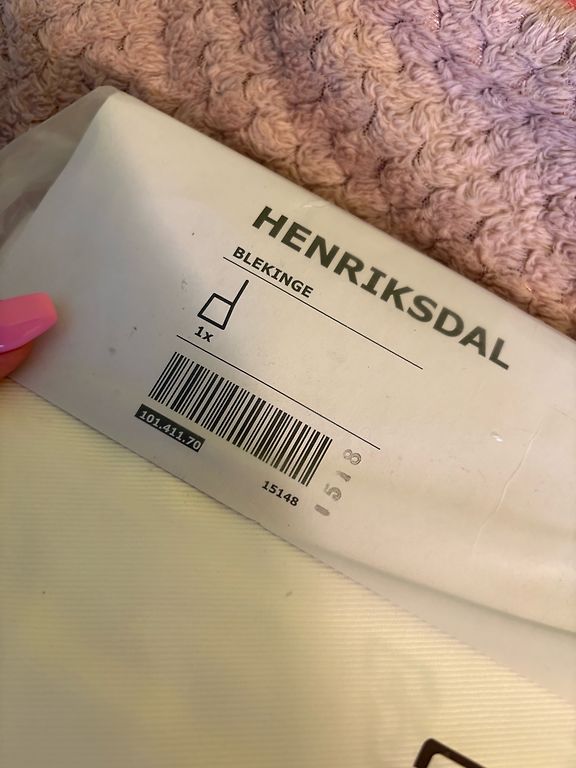 HENRIKSDAL
BLEKINGE
1x
101.411.70
15148
1518